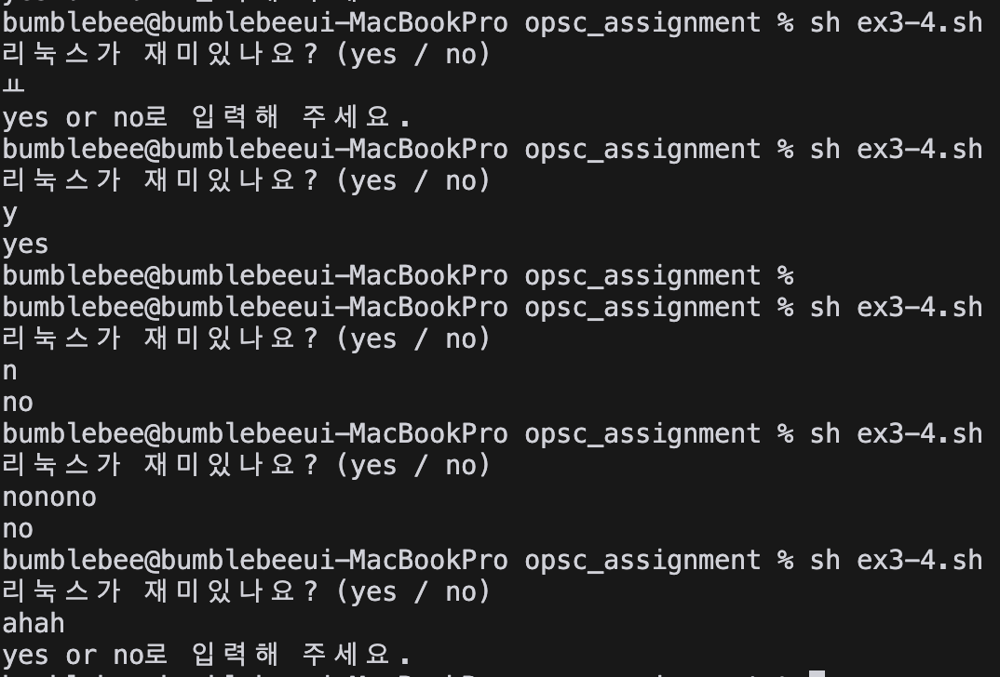 bumblebee@bumblebeeui-MacBookPro opsc_assignment % sh ex3-4.sh
리눅스가 재미있나요? (yes / no)
ㅛ
yes or no로 입력해 주세요.
bumblebee@bumblebeeui-MacBookPro opsc_assignment % sh ex3-4.sh
리눅스가 재미있나요? (yes / no)
y
yes
bumblebee@bumblebeeui-MacBookPro opsc_assignment %
bumblebee@bumblebeeui-MacBookPro opsc_assignment % sh ex3-4.sh
리눅스가 재미있나요? (yes / no)
n
no
bumblebee@bumblebeeui-MacBookPro opsc_assignment % sh ex3-4.sh
리눅스가 재미있나요? (yes / no)
nonono
no
bumblebee@bumblebeeui-MacBookPro opsc_assignment % sh ex3-4.sh
리눅스가 재미있나요? (yes / no)
ahah
yes or no로 입력해 주세요.